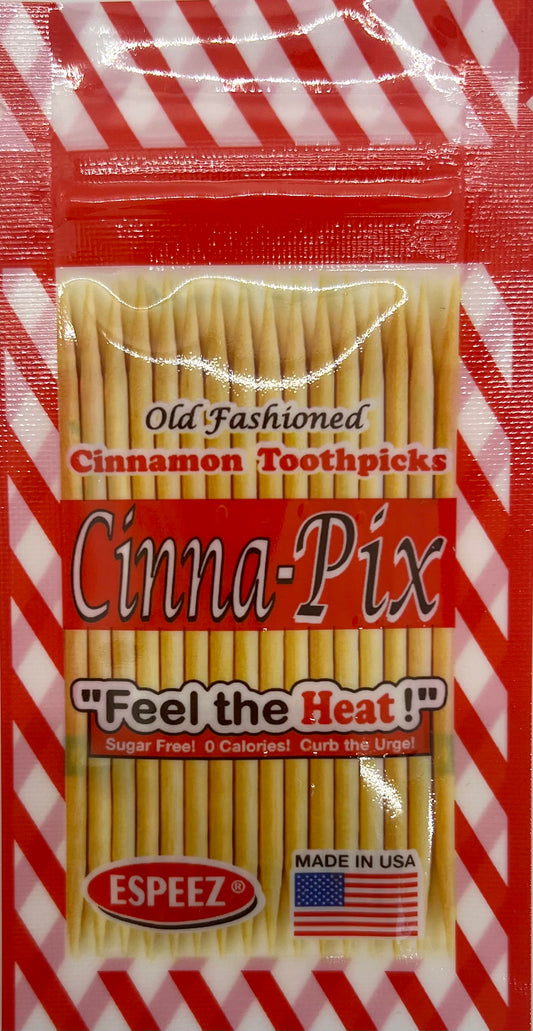 Old Fashioned
Cinnamon Toothpicks
Cinna-Pix
"Feel the Heat!"
Sugar Free! 0 Calories! Curb the Urge!
MADE IN USA
ESPEEZ®